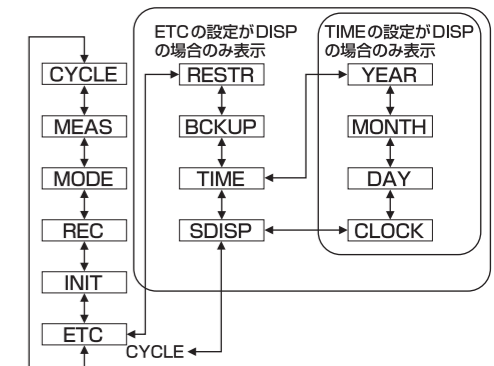 ETCの設定がDISP
の場合のみ表示
TIMEの設定がDISP
の場合のみ表示
CYCLE
MEAS
MODE
REC
INIT
ETC
RESTR
BCKUP
TIME
SDISP
CYCLE
YEAR
MONTH
DAY
CLOCK